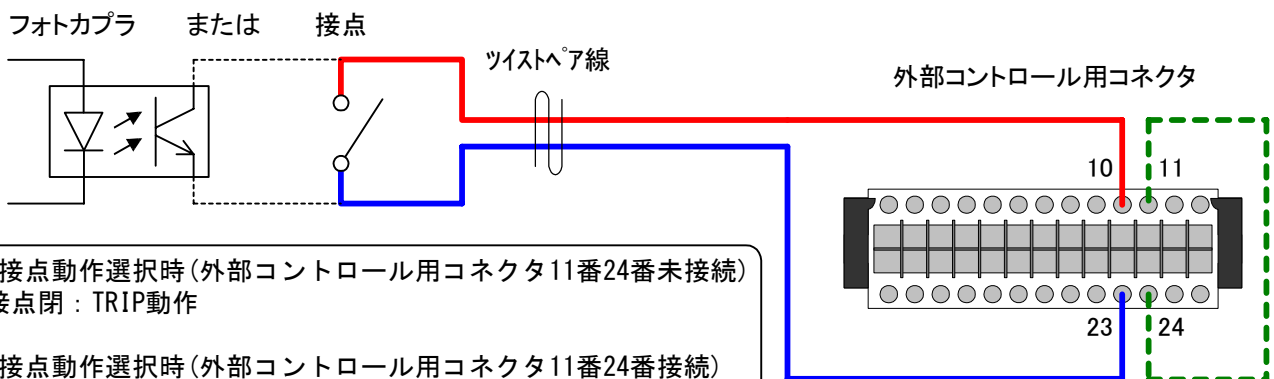 フォトカプラ または 接点
ツイストペア線
外部コントロール用コネクタ
10 11
23 24
接点動作選択時(外部コントロール用コネクタ11番24番未接続)
接点閉:TRIP動作
接点動作選択時(外部コントロール用コネクタ11番24番接続)